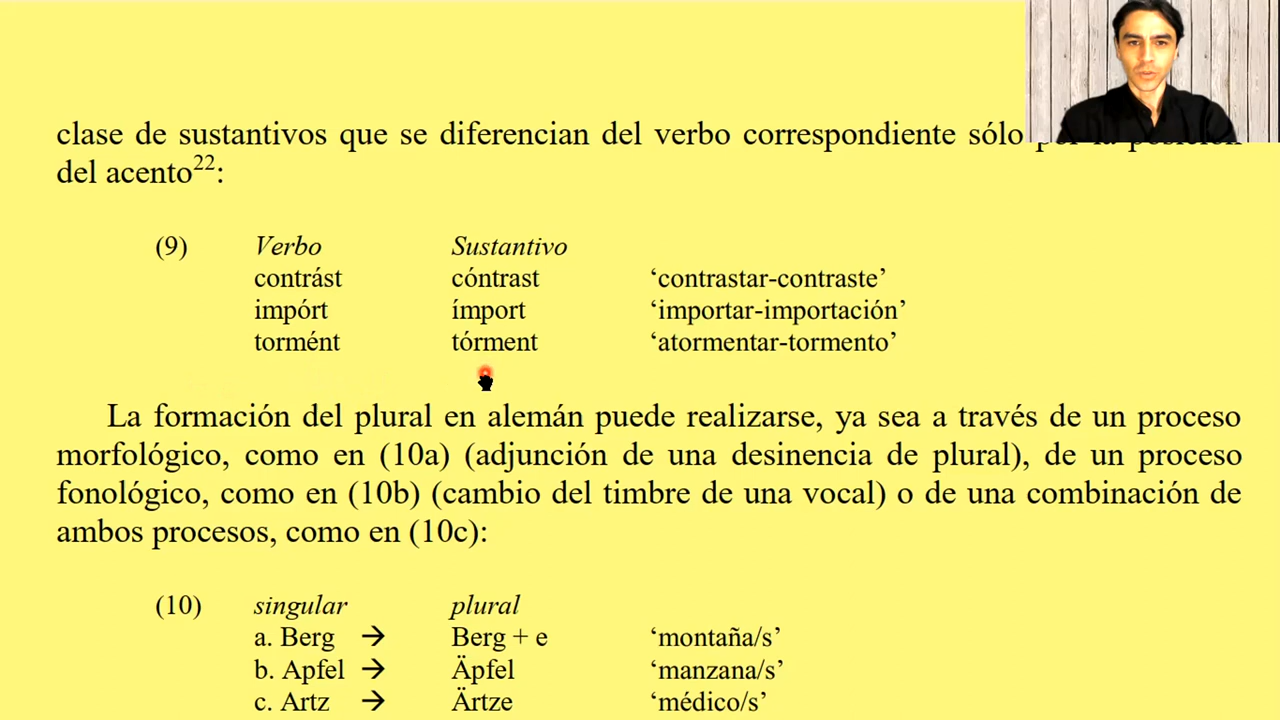 clase de sustantivos que se diferencian del verbo correspondiente sólo
del acento²²:
(9) Verbo Sustantivo
contrást cóntrast ‘contrastar-contraste’
impórt ímport ‘importar-importación’
tormént tórment ‘atormentar-tormento’
La formación del plural en alemán puede realizarse, ya sea a través de un proceso
morfológico, como en (10a) (adjunción de una desinencia de plural), de un proceso
fonológico, como en (10b) (cambio del timbre de una vocal) o de una combinación de
ambos procesos, como en (10c):
(10) singular plural
a. Berg → Berg + e ‘montaña/s’
b. Apfel → Äpfel ‘manzana/s’
c. Artz → Ärtze ‘médico/s’